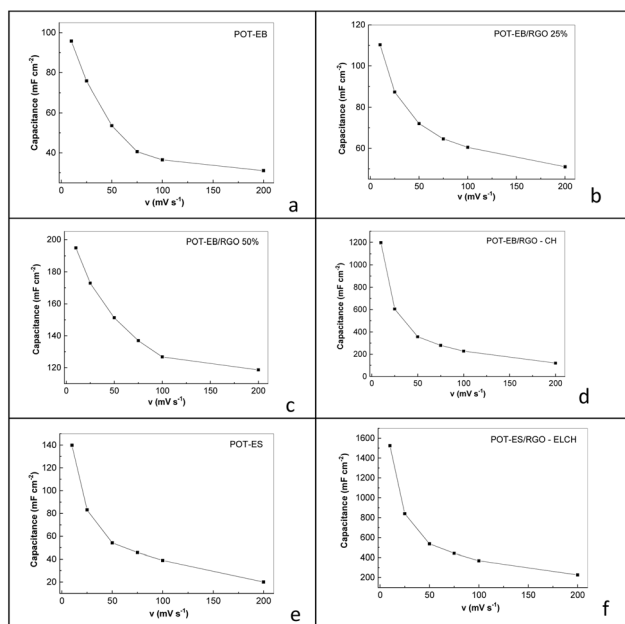 POT-EB
Capacitance (mF cm⁻²)
100
80
60
40
0
50
100
150
200
v (mV s⁻¹)
a
POT-EB/RGO 25%
Capacitance (mF cm⁻²)
120
100
80
60
0
50
100
150
200
v (mV s⁻¹)
b
POT-EB/RGO 50%
Capacitance (mF cm⁻²)
200
180
160
140
120
0
50
100
150
200
v (mV s⁻¹)
c
POT-EB/RGO - CH
Capacitance (mF cm⁻²)
1200
1000
800
600
400
200
0
0
50
100
150
200
v (mV s⁻¹)
d
POT-ES
Capacitance (mF cm⁻²)
140
120
100
80
60
40
20
0
50
100
150
200
v (mV s⁻¹)
e
POT-ES/RGO - ELCH
Capacitance (mF cm⁻²)
1600
1400
1200
1000
800
600
400
200
0
50
100
150
200
v (mV s⁻¹)
f